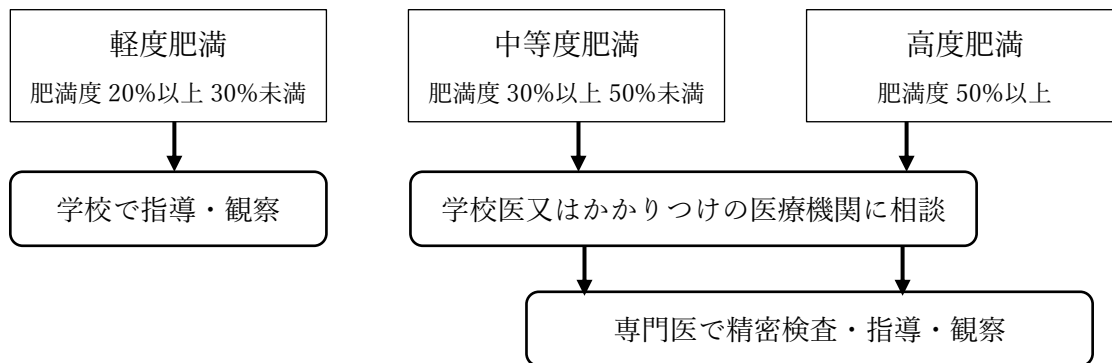 軽度肥満
肥満度 20%以上 30%未満
中等度肥満
肥満度 30%以上 50%未満
高度肥満
肥満度 50%以上
学校で指導・観察
学校医又はかかりつけの医療機関に相談
専門医で精密検査・指導・観察